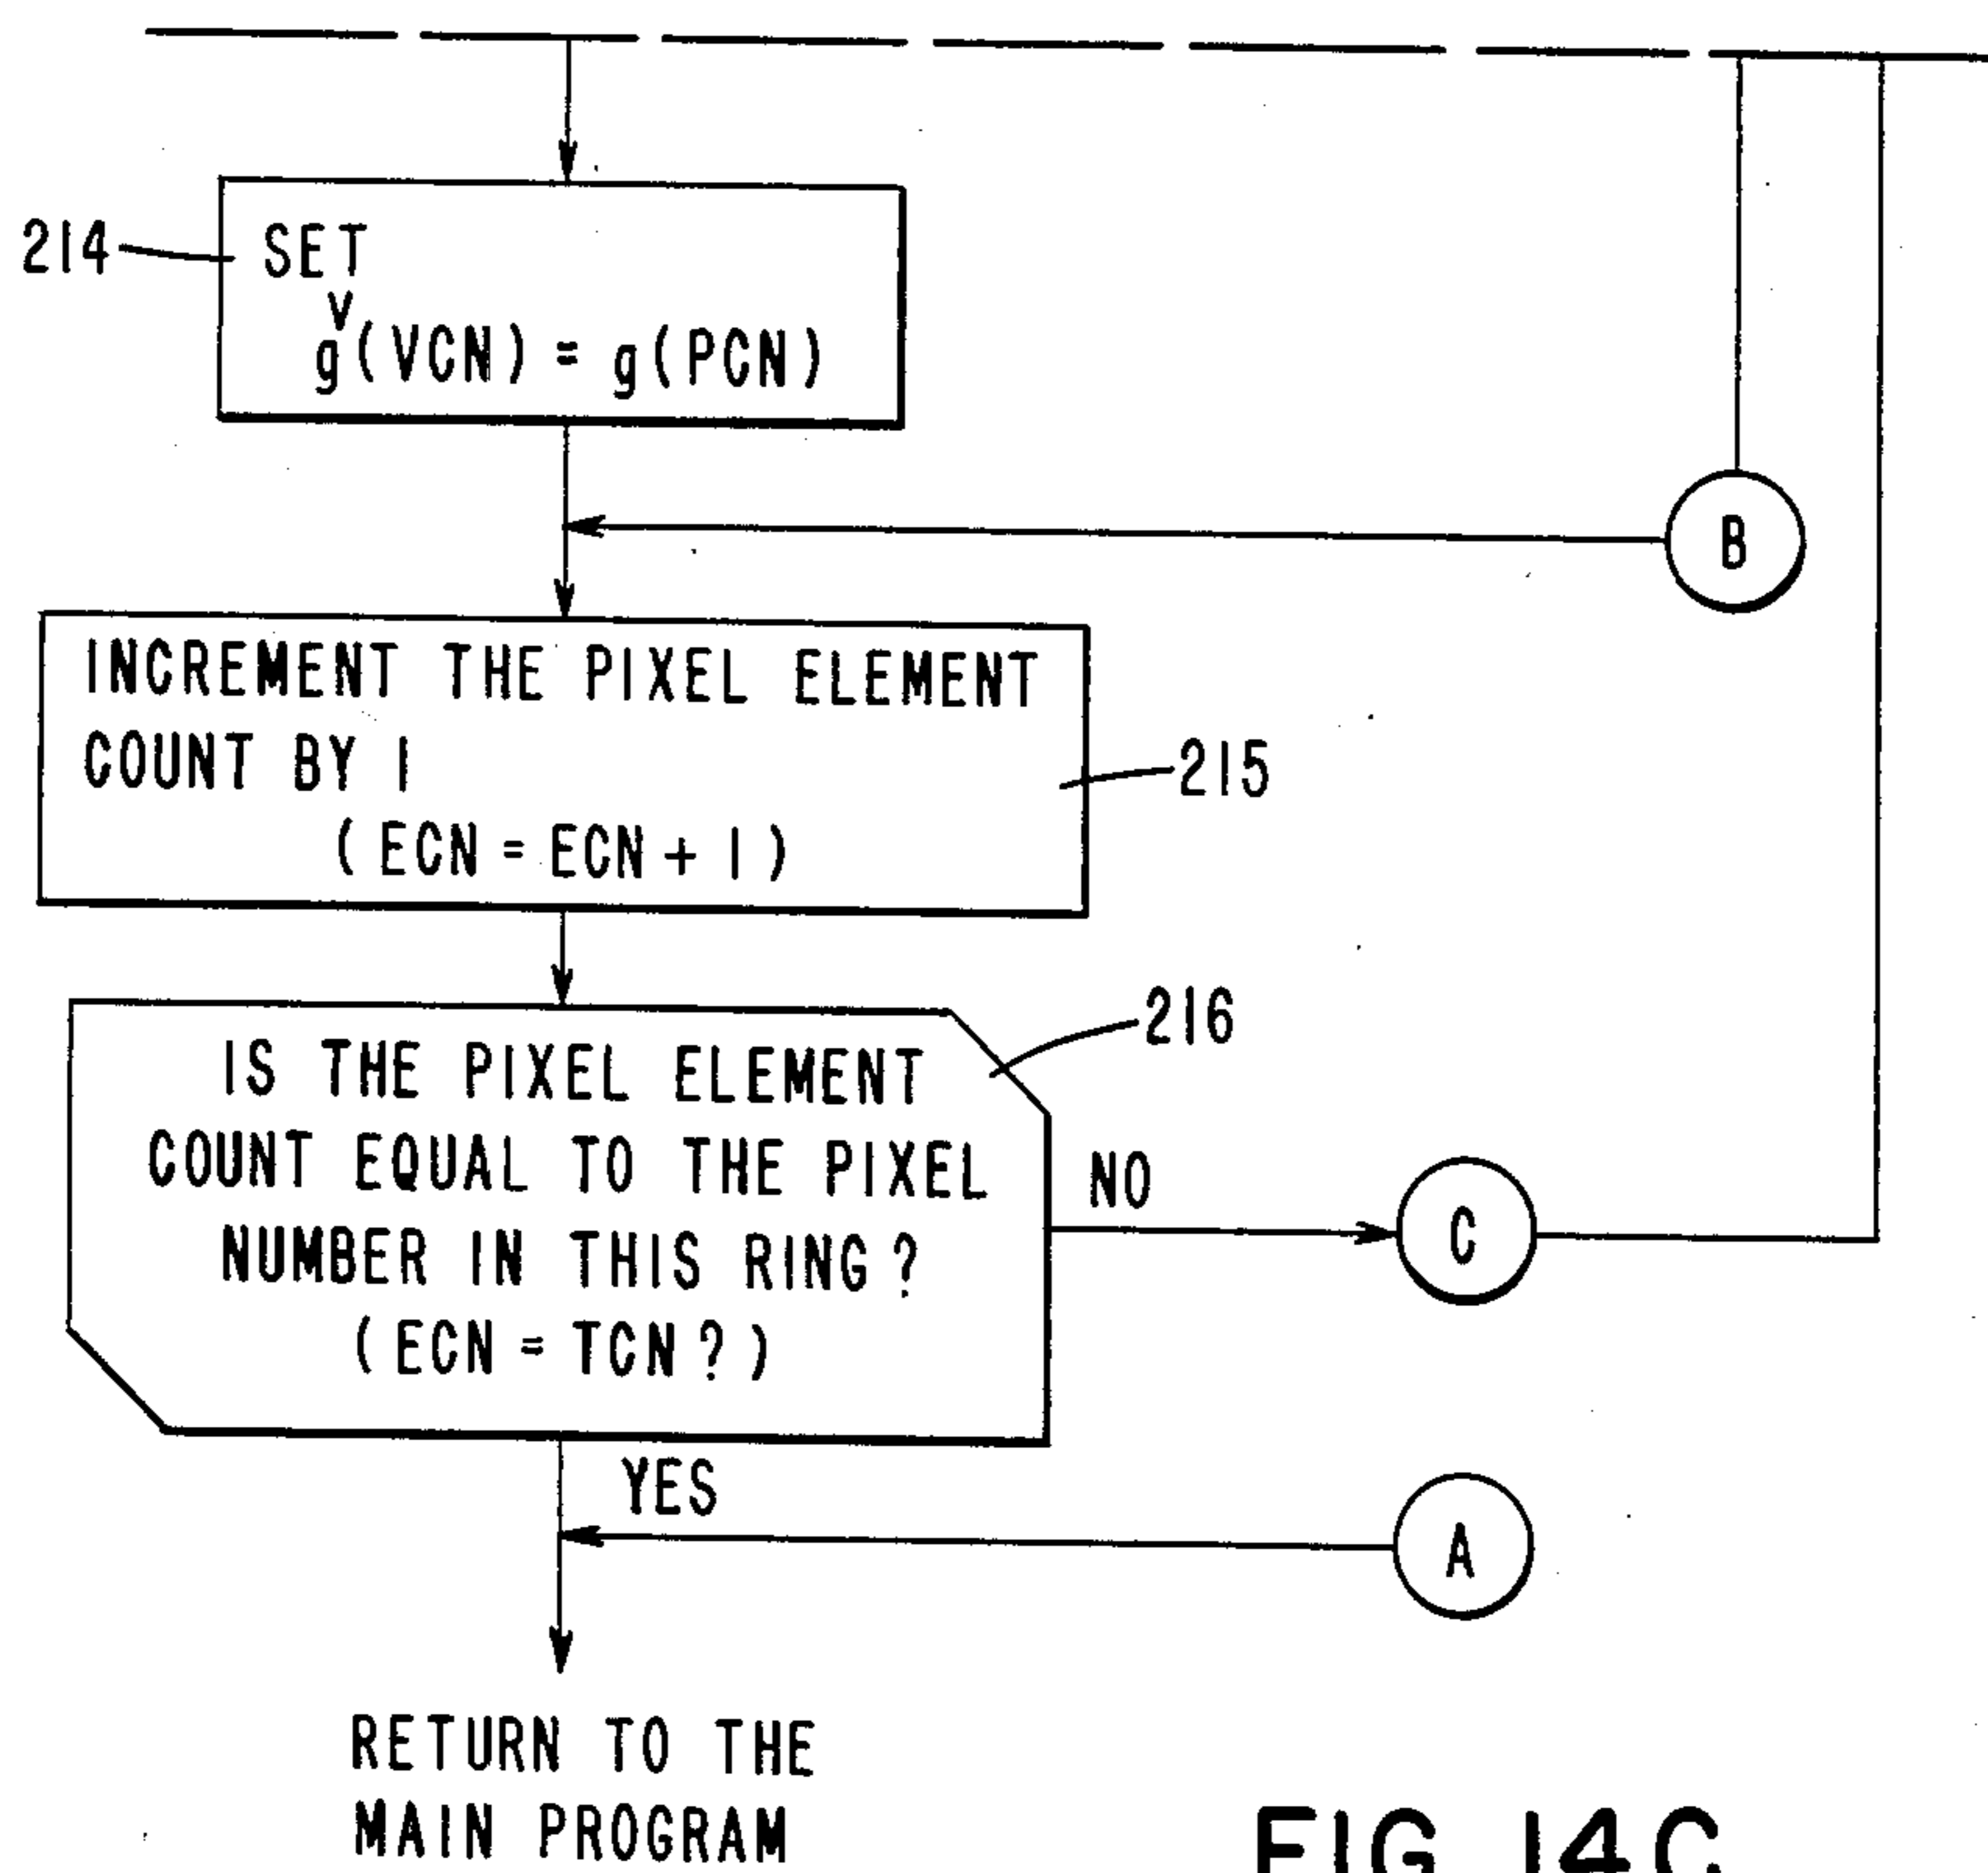 214
SET
v
g(VCN) = g(PCN)
B
INCREMENT THE PIXEL ELEMENT
COUNT BY 1
(ECN = ECN + 1)
215
216
IS THE PIXEL ELEMENT
COUNT EQUAL TO THE PIXEL
NUMBER IN THIS RING?
(ECN = TCN?)
NO
C
YES
A
RETURN TO THE
MAIN PROGRAM
FIG. 14C